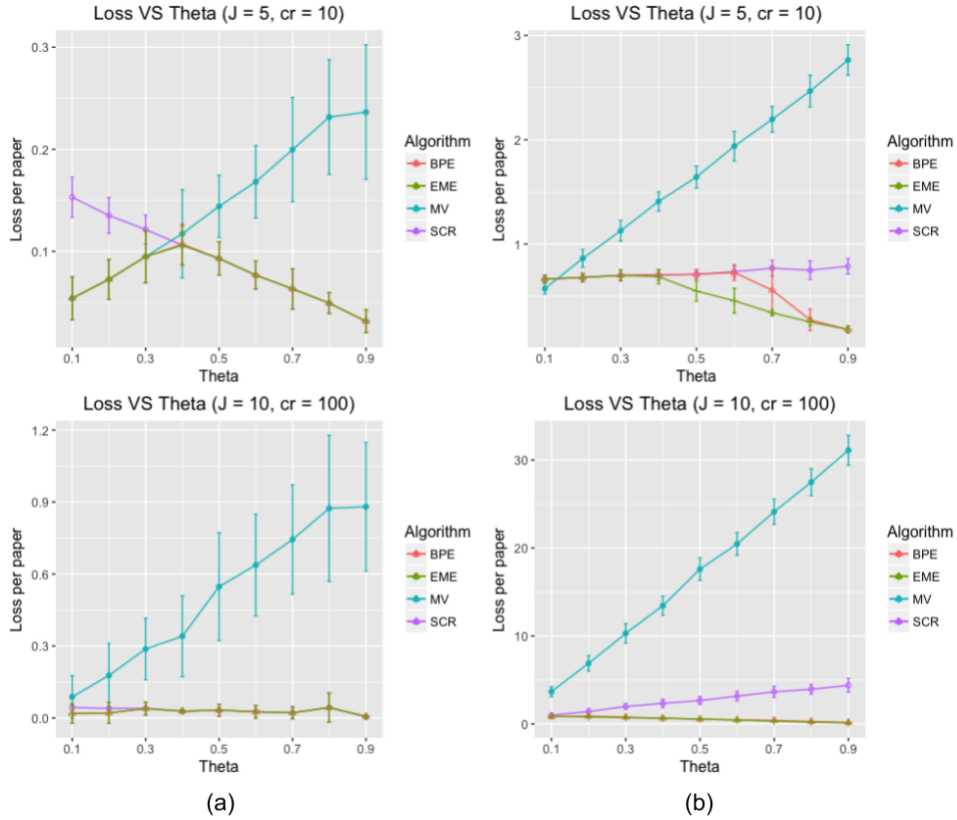 Loss VS Theta (J = 5, cr = 10)
Loss per paper
0.3
0.2
0.1
0.1 0.3 0.5 0.7 0.9
Theta
Algorithm
BPE
EME
MV
SCR
Loss VS Theta (J = 5, cr = 10)
Loss per paper
3
2
1
0.1 0.3 0.5 0.7 0.9
Theta
Algorithm
BPE
EME
MV
SCR
Loss VS Theta (J = 10, cr = 100)
Loss per paper
1.2
0.9
0.6
0.3
0.0
0.1 0.3 0.5 0.7 0.9
Theta
Algorithm
BPE
EME
MV
SCR
Loss VS Theta (J = 10, cr = 100)
Loss per paper
30
20
10
0
0.1 0.3 0.5 0.7 0.9
Theta
Algorithm
BPE
EME
MV
SCR
(a)
(b)